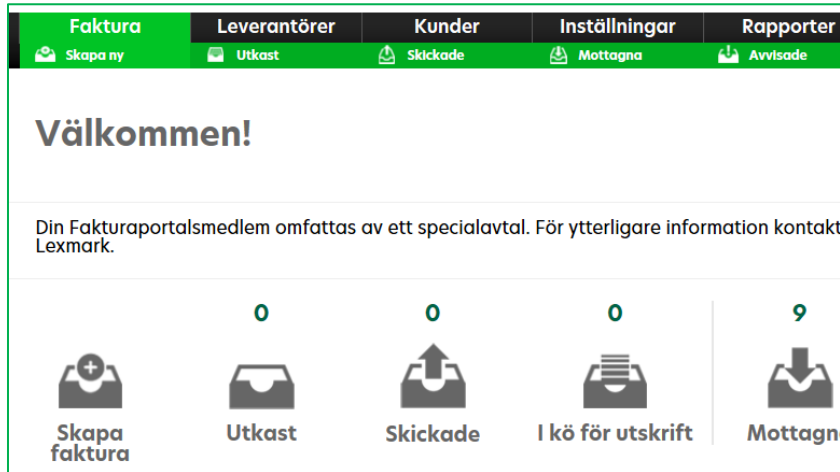 Faktura Leverantörer Kunder Inställningar Rapporter
Skapa ny Utkast Skickade Mottagna Avvisade
Välkommen!
Din Fakturaportalsmedlem omfattas av ett specialavtal. För ytterligare information kontakt
Lexmark.
0 0 0 9
Skapa faktura
Utkast
Skickade
I kö för utskrift
Mottagn